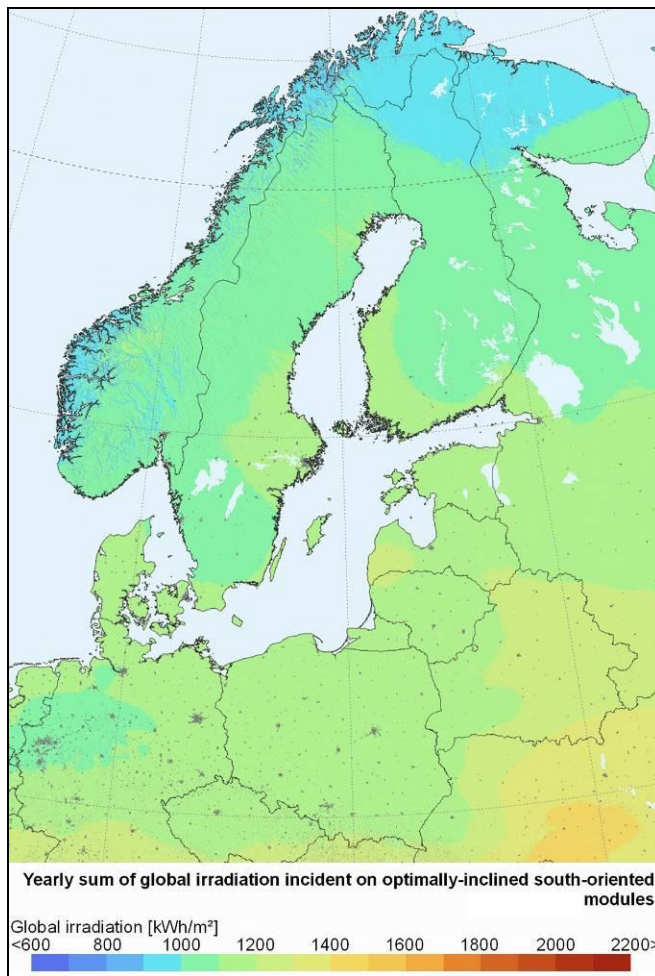 Yearly sum of global irradiation incident on optimally-inclined south-oriented
modules
Global irradiation [kWh/m²]
<600 800 1000 1200 1400 1600 1800 2000 2200>